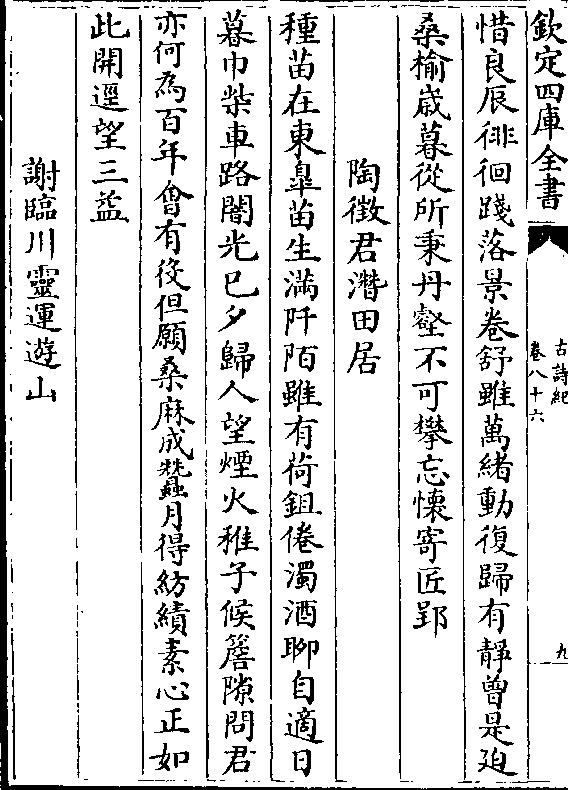 欽定四庫全書
古詩紀
卷八十六
九
惜良辰徘徊踐落景卷舒雖萬緒動復歸有靜曾是廹
桑榆歳暮從所秉丹壑不可攀忘懐寄匠郢
陶徵君潛田居
種苗在東臯苗生滿阡陌雖有荷鉏倦濁酒聊自適日
暮巾柴車路闇光已夕歸人望煙火稚子候簷隙問君
亦何為百年會有役但願桑麻成蠶月得紡績素心正如
此開逕望三益
謝臨川靈運遊山